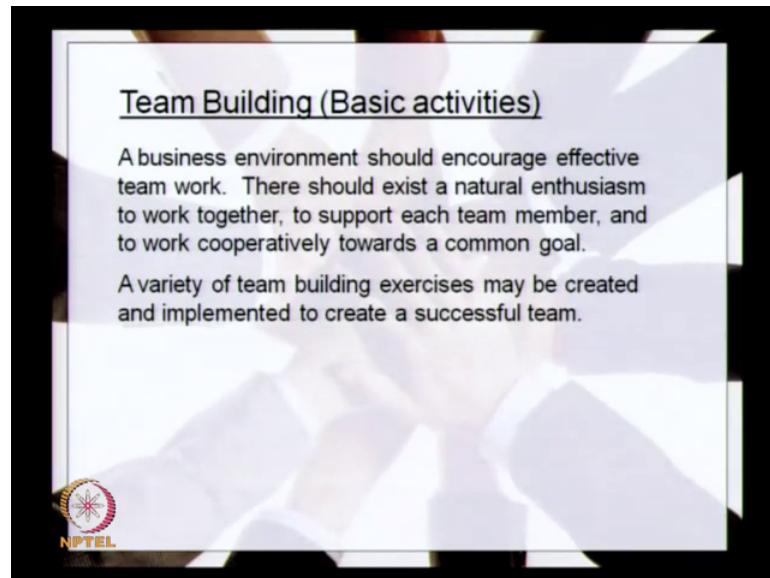 Team Building (Basic activities)
A business environment should encourage effective
team work. There should exist a natural enthusiasm
to work together, to support each team member, and
to work cooperatively towards a common goal.
A variety of team building exercises may be created
and implemented to create a successful team.
NPTEL